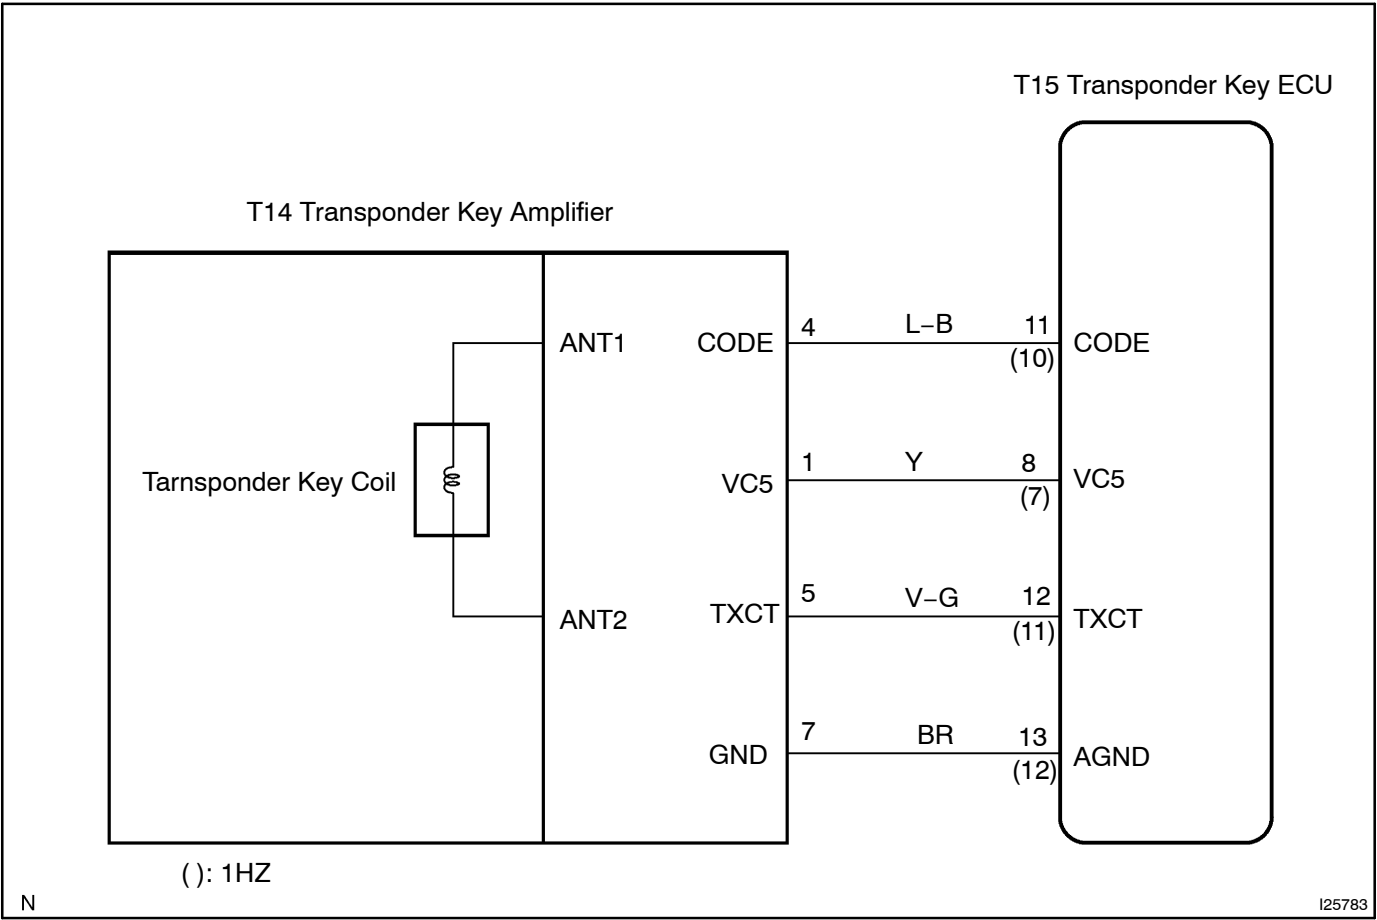 T15 Transponder Key ECU
T14 Transponder Key Amplifier
ANT1
CODE
4
L−B
11
(10)
CODE
Tarnsponder Key Coil
VC5
1
Y
8
(7)
VC5
ANT2
TXCT
5
V−G
12
(11)
TXCT
GND
7
BR
13
(12)
AGND
( ): 1HZ
N
I25783